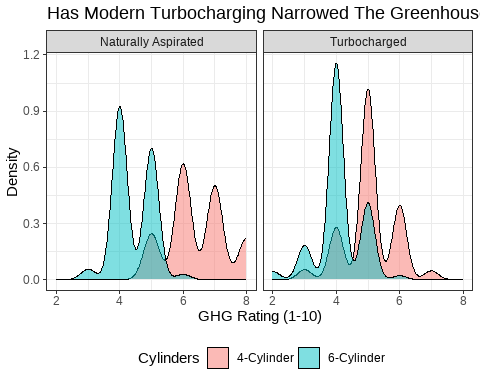 Has Modern Turbocharging Narrowed The Greenhous
Naturally Aspirated
Turbocharged
1.2
0.9
0.6
0.3
0.0
Density
2 4 6 8 2 4 6 8
GHG Rating (1-10)
Cylinders 4-Cylinder 6-Cylinder